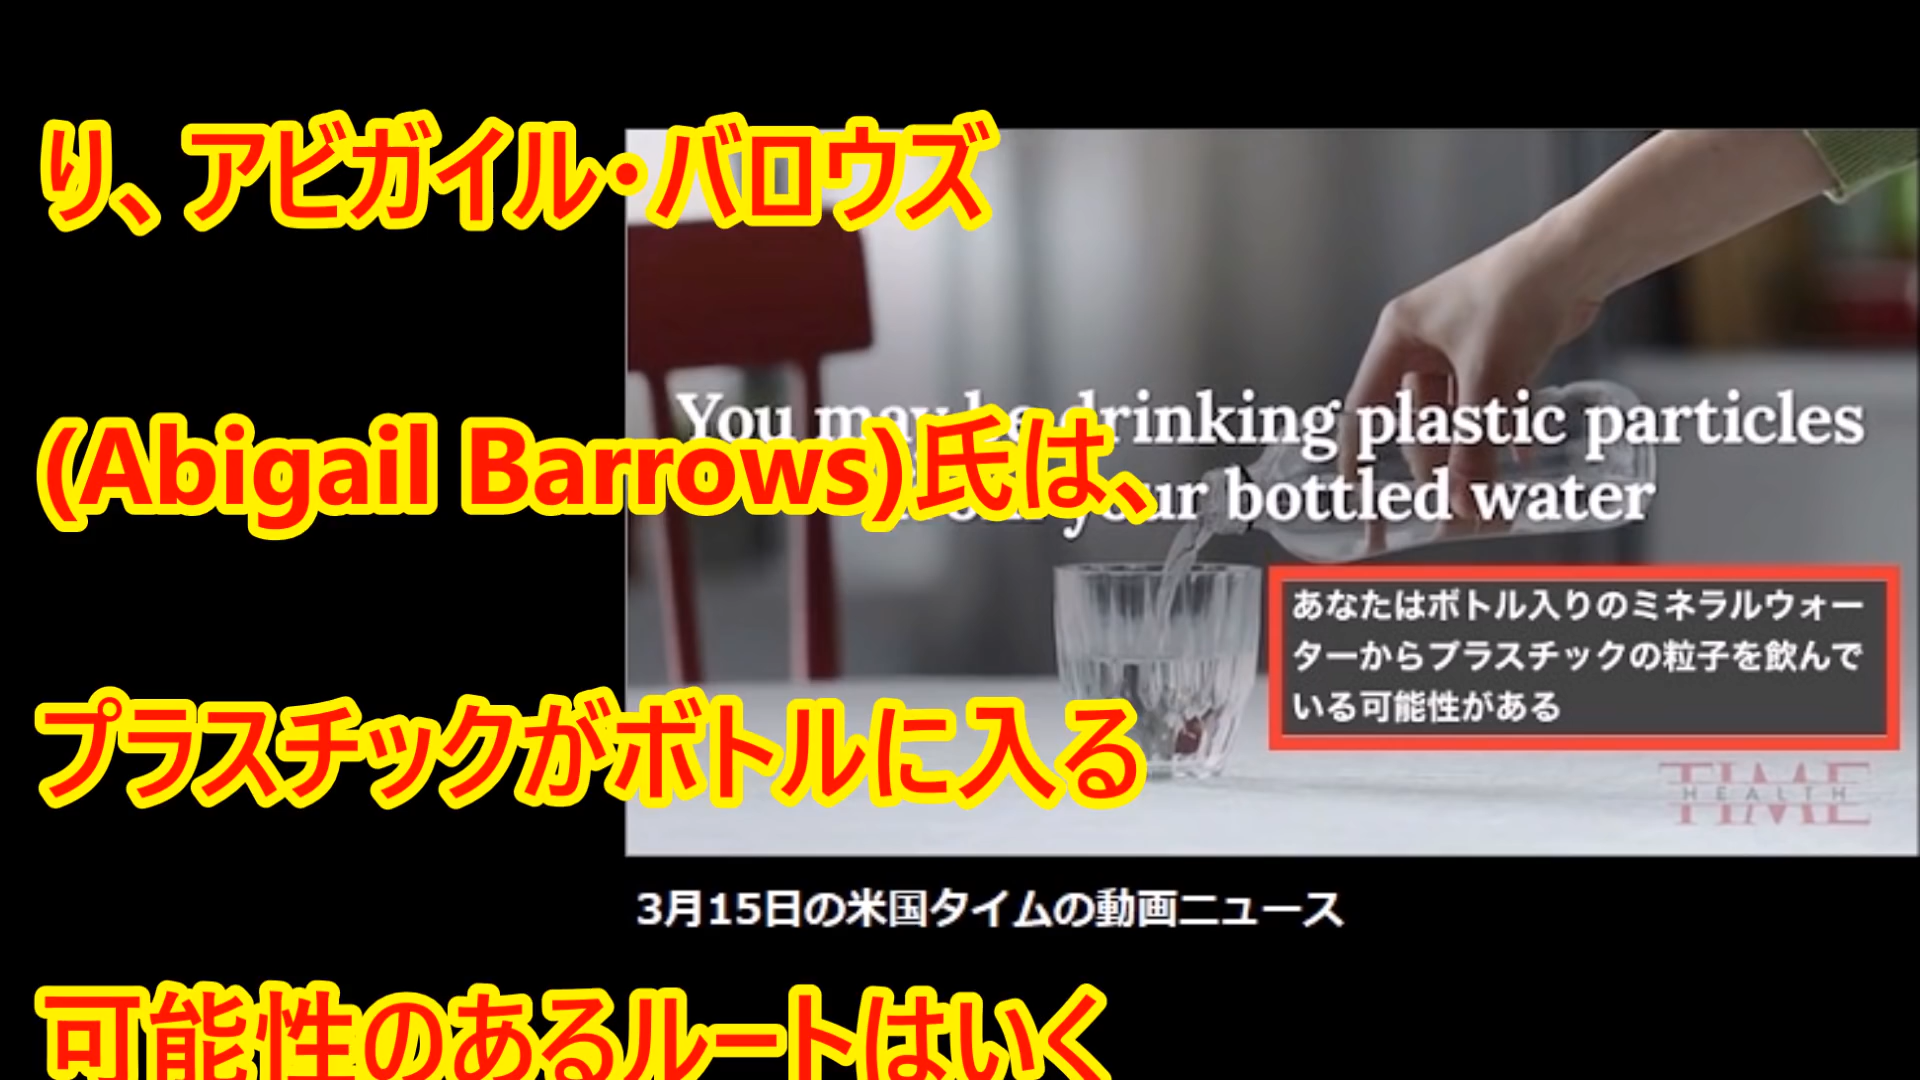 り、アビガイル・バロウズ
(Abigail Barrows)氏は、
プラスチックがボトルに入る
可能性のあるルートはいく
You may be drinking plastic particles
your bottled water
あなたはボトル入りのミネラルウォー
ターからプラスチックの粒子を飲んで
いる可能性がある
TIME
HEALTH
3月15日の米国タイムの動画ニュース